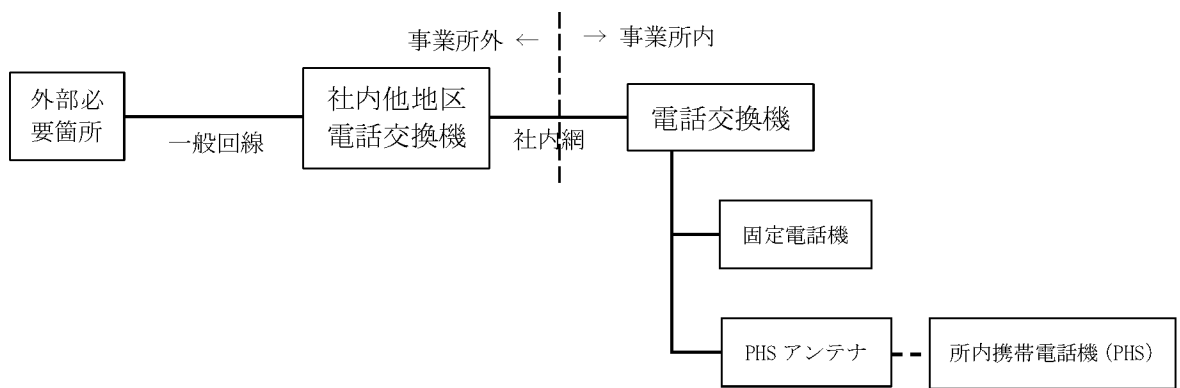 事業所外 ← → 事業所内
外部必
要箇所
一般回線
社内他地区
電話交換機
社内網
電話交換機
固定電話機
PHS アンテナ
所内携帯電話機(PHS)